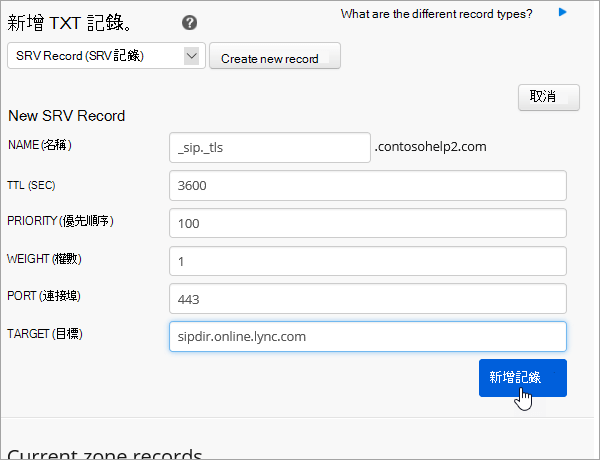 新增 TXT 記錄。 ?
What are the different record types?
SRV Record (SRV 記錄)
Create new record
取消
New SRV Record
NAME (名稱)
_sip._tls
.contosohelp2.com
TTL (SEC)
3600
PRIORITY (優先順序)
100
WEIGHT (權數)
1
PORT (連接埠)
443
TARGET (目標)
sipdir.online.lync.com
新增記錄
Current zone records